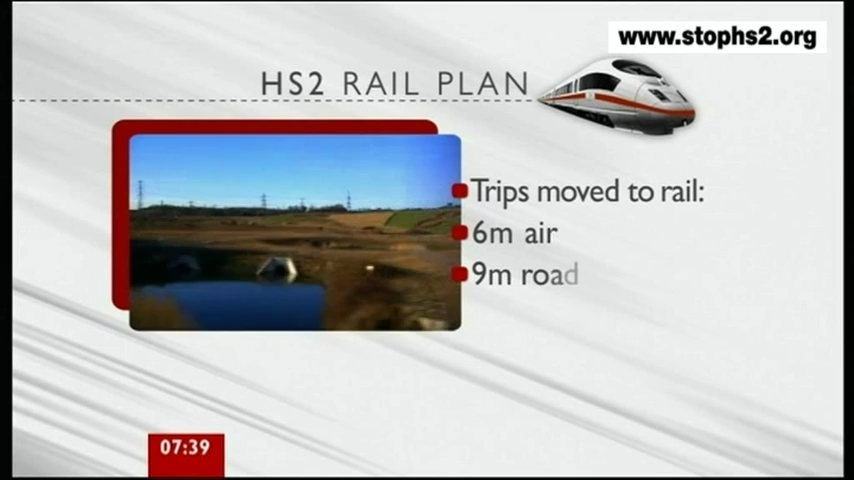 www.stophs2.org
HS2 RAIL PLAN
Trips moved to rail:
6m air
9m road
07:39